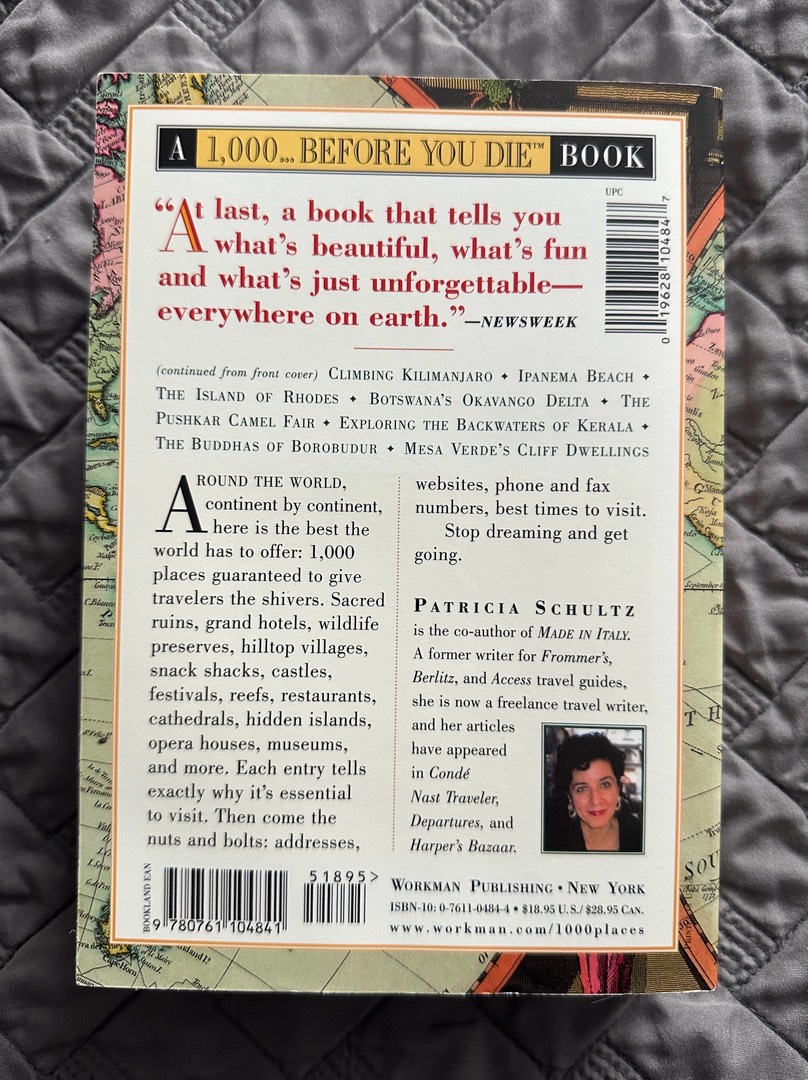 A 1,000... BEFORE YOU DIE™ BOOK
UPC
0 19628 10484 7
“At last, a book that tells you
what’s beautiful, what’s fun
and what’s just unforgettable—
everywhere on earth.”—NEWSWEEK
(continued from front cover) CLIMBING KILIMANJARO ✦ IPANEMA BEACH ✦
THE ISLAND OF RHODES ✦ BOTSWANA’S OKAVANGO DELTA ✦ THE
PUSHKAR CAMEL FAIR ✦ EXPLORING THE BACKWATERS OF KERALA ✦
THE BUDDHAS OF BOROBUDUR ✦ MESA VERDE’S CLIFF DWELLINGS
AROUND THE WORLD,
continent by continent,
here is the best the
world has to offer: 1,000
places guaranteed to give
travelers the shivers. Sacred
ruins, grand hotels, wildlife
preserves, hilltop villages,
snack shacks, castles,
festivals, reefs, restaurants,
cathedrals, hidden islands,
opera houses, museums,
and more. Each entry tells
exactly why it’s essential
to visit. Then come the
nuts and bolts: addresses,
websites, phone and fax
numbers, best times to visit.
Stop dreaming and get
going.
PATRICIA SCHULTZ
is the co-author of MADE IN ITALY.
A former writer for Frommer’s,
Berlitz, and Access travel guides,
she is now a freelance travel writer,
and her articles
have appeared
in Condé
Nast Traveler,
Departures, and
Harper’s Bazaar.
BOOKLAND EAN
9 780761 104841
51895>
WORKMAN PUBLISHING • NEW YORK
ISBN-10: 0-7611-0484-4 • $18.95 U.S./ $28.95 CAN.
www.workman.com/1000places
Cape Horn
SOU